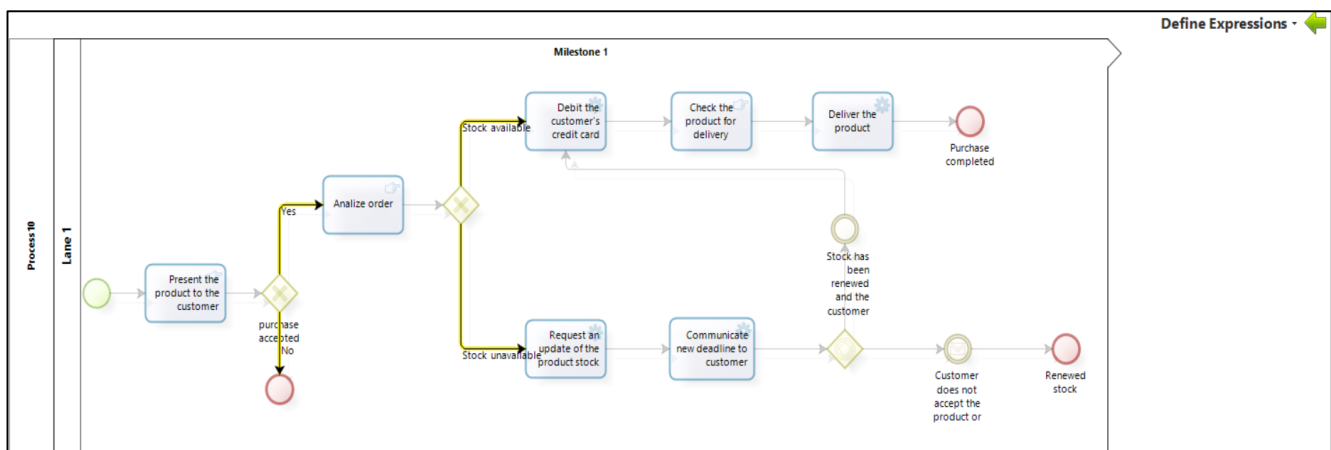 Define Expressions
Milestone 1
Process10
Lane 1
Present the
product to the
customer
purchase
accepted
No
Yes
Analize order
Stock available
Stock unavailable
Debit the
customer's
credit card
Check the
product for
delivery
Deliver the
product
Purchase
completed
Request an
update of the
product stock
Communicate
new deadline to
customer
Stock has
been
renewed
and the
customer
Customer
does not
accept the
product or
Renewed
stock